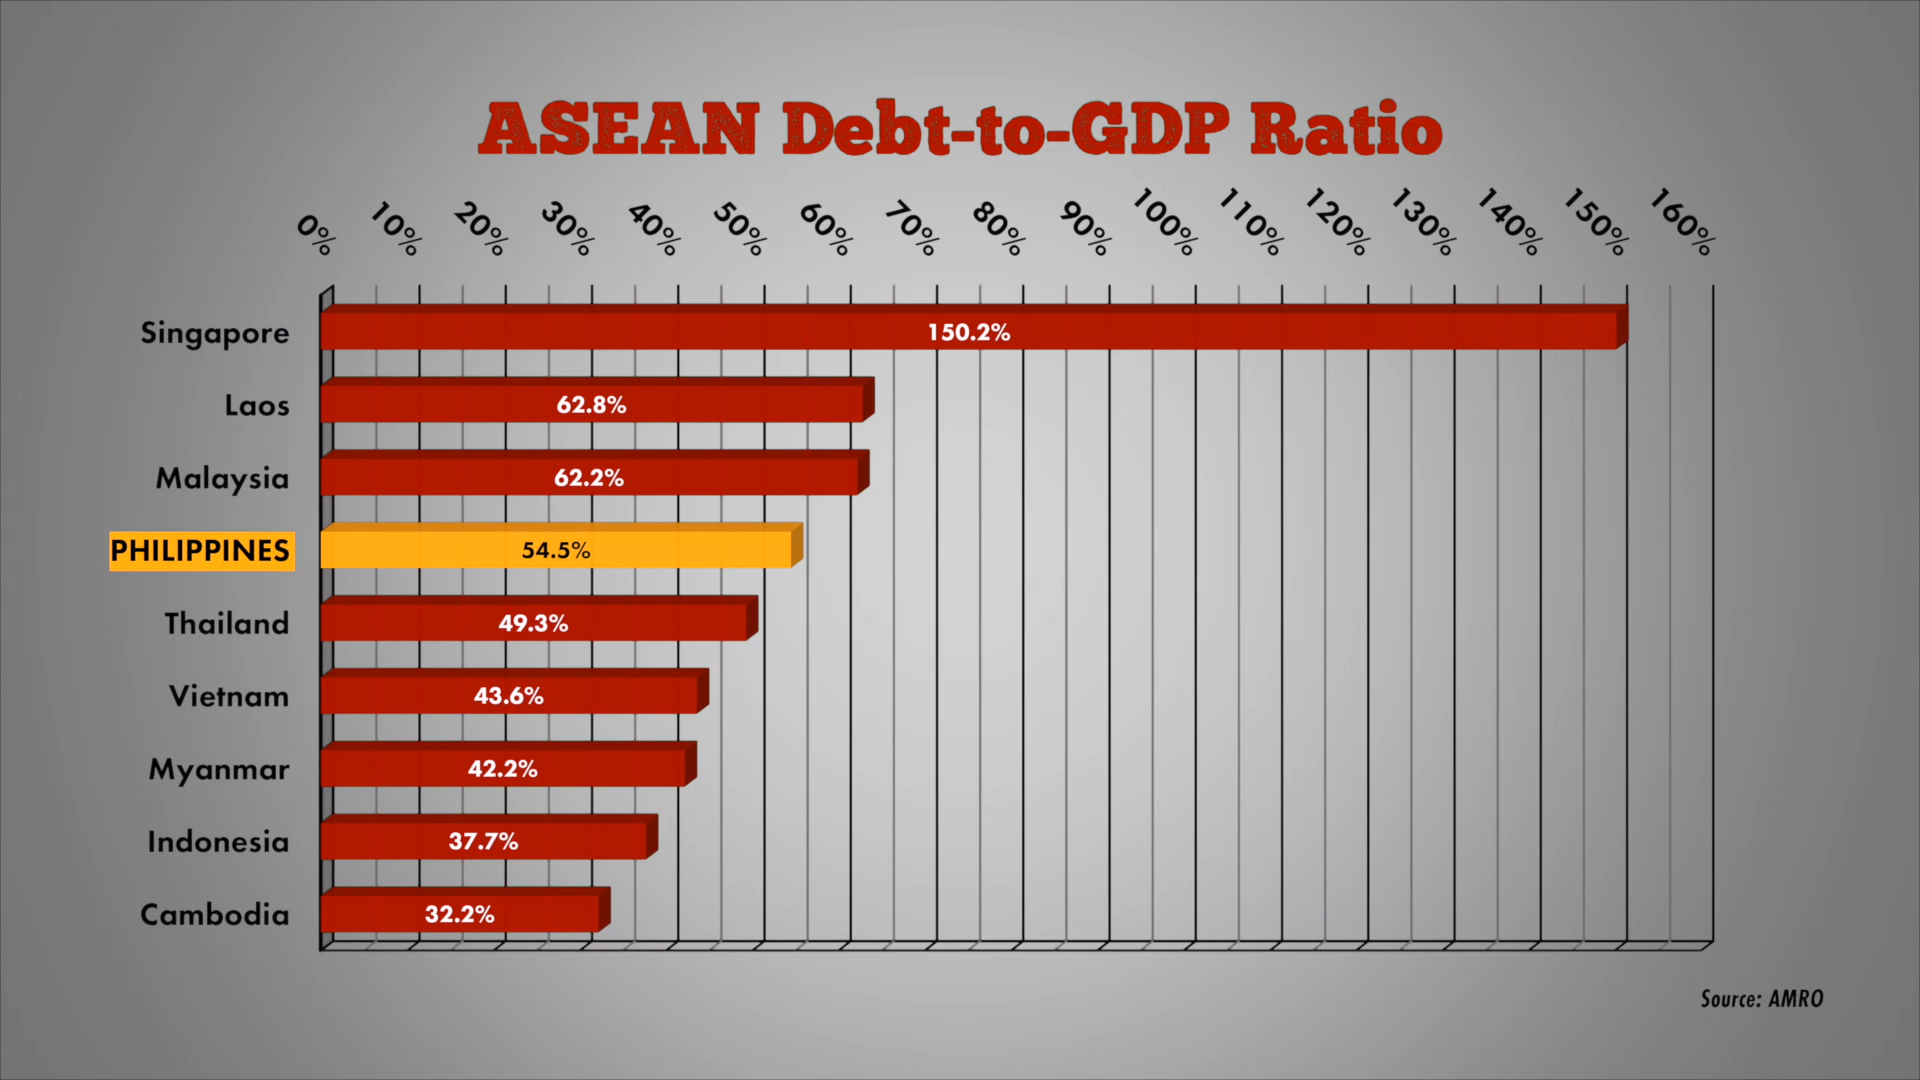 ASEAN Debt-to-GDP Ratio
0% 10% 20% 30% 40% 50% 60% 70% 80% 90% 100% 110% 120% 130% 140% 150% 160%
Singapore 150.2%
Laos 62.8%
Malaysia 62.2%
PHILIPPINES 54.5%
Thailand 49.3%
Vietnam 43.6%
Myanmar 42.2%
Indonesia 37.7%
Cambodia 32.2%
Source: AMRO